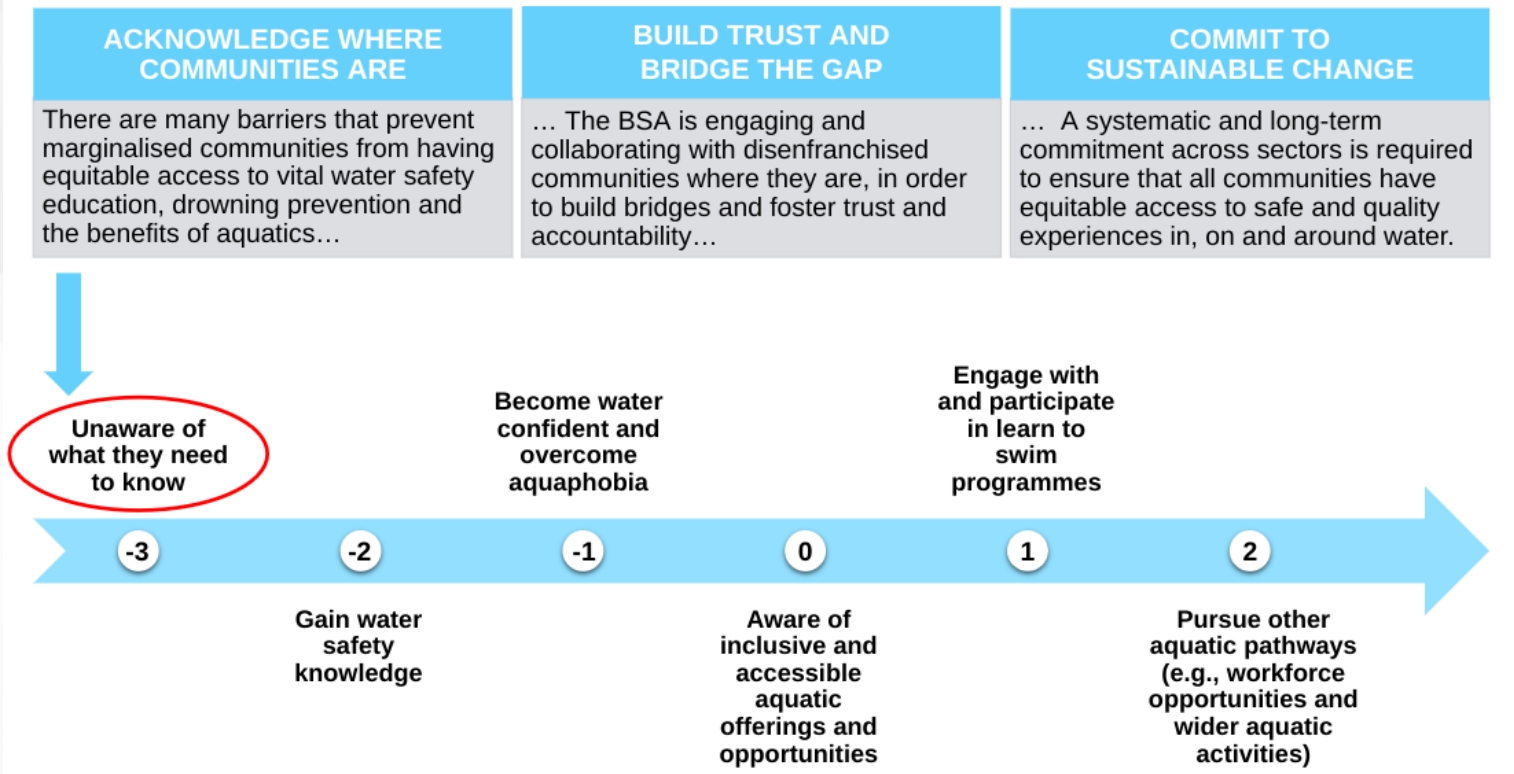 ACKNOWLEDGE WHERE
COMMUNITIES ARE
There are many barriers that prevent
marginalised communities from having
equitable access to vital water safety
education, drowning prevention and
the benefits of aquatics…
BUILD TRUST AND
BRIDGE THE GAP
… The BSA is engaging and
collaborating with disenfranchised
communities where they are, in order
to build bridges and foster trust and
accountability…
COMMIT TO
SUSTAINABLE CHANGE
… A systematic and long-term
commitment across sectors is required
to ensure that all communities have
equitable access to safe and quality
experiences in, on and around water.
Unaware of
what they need
to know
Become water
confident and
overcome
aquaphobia
Engage with
and participate
in learn to
swim
programmes
-3
-2
-1
0
1
2
Gain water
safety
knowledge
Aware of
inclusive and
accessible
aquatic
offerings and
opportunities
Pursue other
aquatic pathways
(e.g., workforce
opportunities and
wider aquatic
activities)